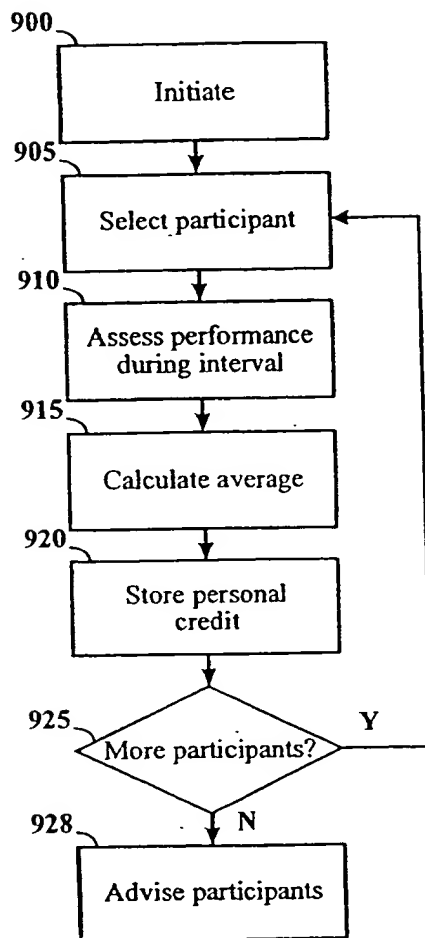 900
Initiate
905
Select participant
910
Assess performance
during interval
915
Calculate average
920
Store personal
credit
925
More participants?
Y
N
928
Advise participants